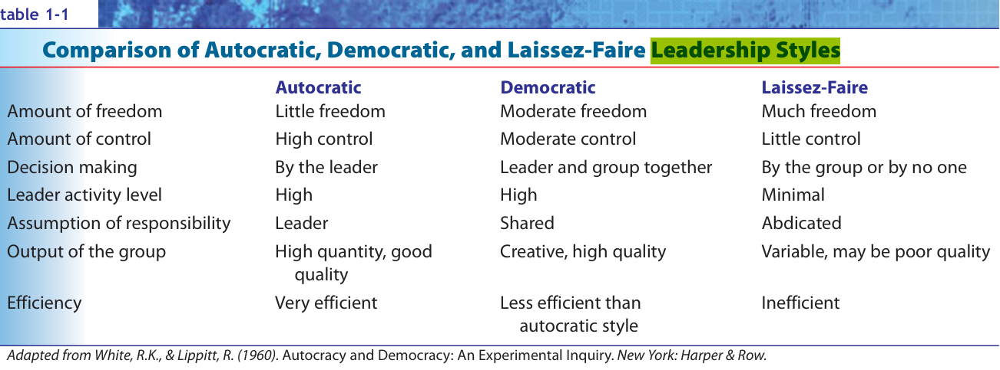 table 1-1
Comparison of Autocratic, Democratic, and Laissez-Faire Leadership Styles
Autocratic Democratic Laissez-Faire
Amount of freedom Little freedom Moderate freedom Much freedom
Amount of control High control Moderate control Little control
Decision making By the leader Leader and group together By the group or by no one
Leader activity level High High Minimal
Assumption of responsibility Leader Shared Abdicated
Output of the group High quantity, good Creative, high quality Variable, may be poor quality
quality
Efficiency Very efficient Less efficient than Inefficient
autocratic style
Adapted from White, R.K., & Lippitt, R. (1960). Autocracy and Democracy: An Experimental Inquiry. New York: Harper & Row.